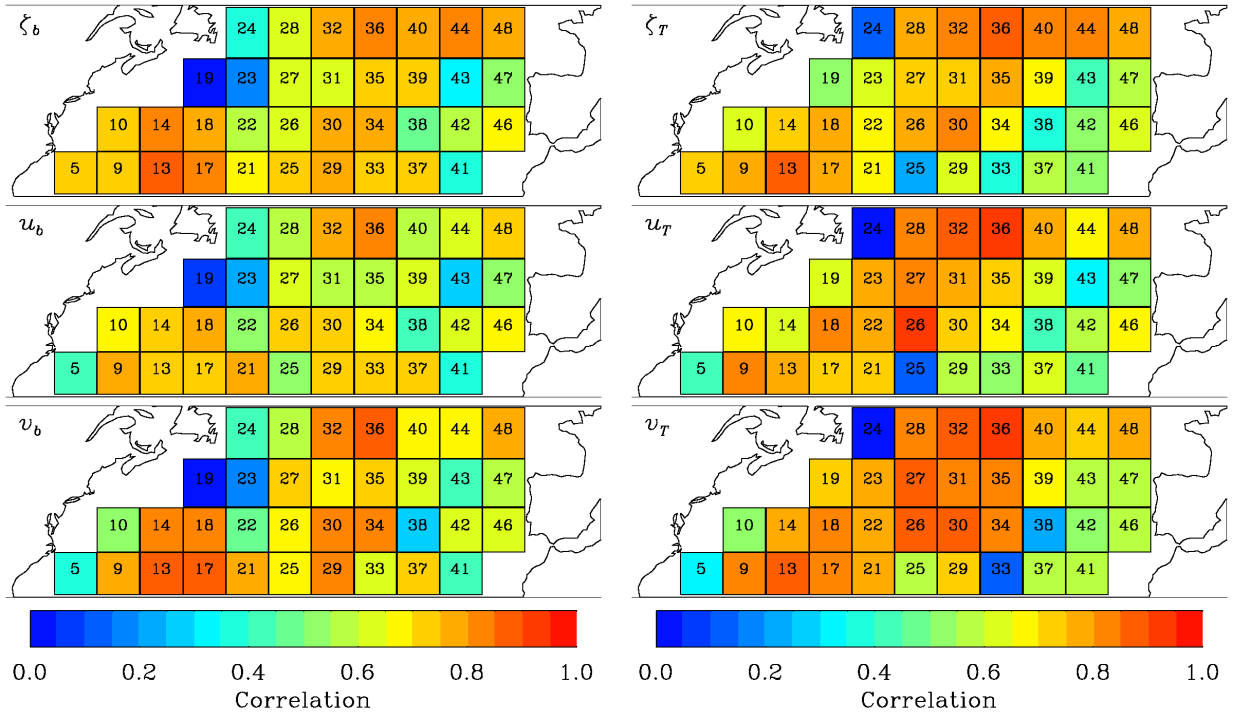 ζb 24 28 32 36 40 44 48
19 23 27 31 35 39 43 47
10 14 18 22 26 30 34 38 42 46
5 9 13 17 21 25 29 33 37 41
ζT 24 28 32 36 40 44 48
19 23 27 31 35 39 43 47
10 14 18 22 26 30 34 38 42 46
5 9 13 17 21 25 29 33 37 41
ub 24 28 32 36 40 44 48
19 23 27 31 35 39 43 47
10 14 18 22 26 30 34 38 42 46
5 9 13 17 21 25 29 33 37 41
uT 24 28 32 36 40 44 48
19 23 27 31 35 39 43 47
10 14 18 22 26 30 34 38 42 46
5 9 13 17 21 25 29 33 37 41
vb 24 28 32 36 40 44 48
19 23 27 31 35 39 43 47
10 14 18 22 26 30 34 38 42 46
5 9 13 17 21 25 29 33 37 41
vT 24 28 32 36 40 44 48
19 23 27 31 35 39 43 47
10 14 18 22 26 30 34 38 42 46
5 9 13 17 21 25 29 33 37 41
0.0 0.2 0.4 0.6 0.8 1.0
Correlation
0.0 0.2 0.4 0.6 0.8 1.0
Correlation